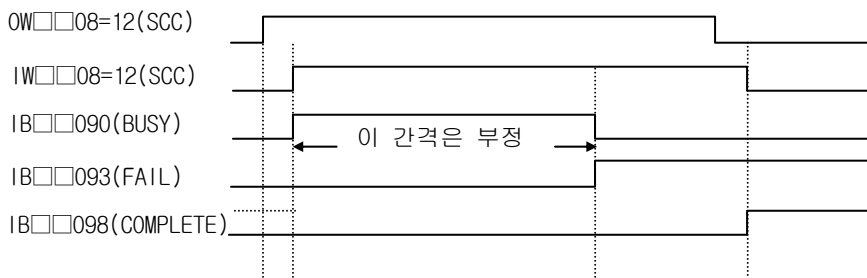 OW□□08=12(SCC)
IW□□08=12(SCC)
IB□□090(BUSY)
이 간격은 부정
IB□□093(FAIL)
IB□□098(COMPLETE)